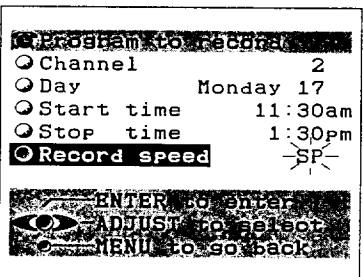 Program to record
Channel 2
Day Monday 17
Start time 11:30am
Stop time 1:30pm
Record speed SP
ENTER to enter
ADJUST to select
MENU to go back